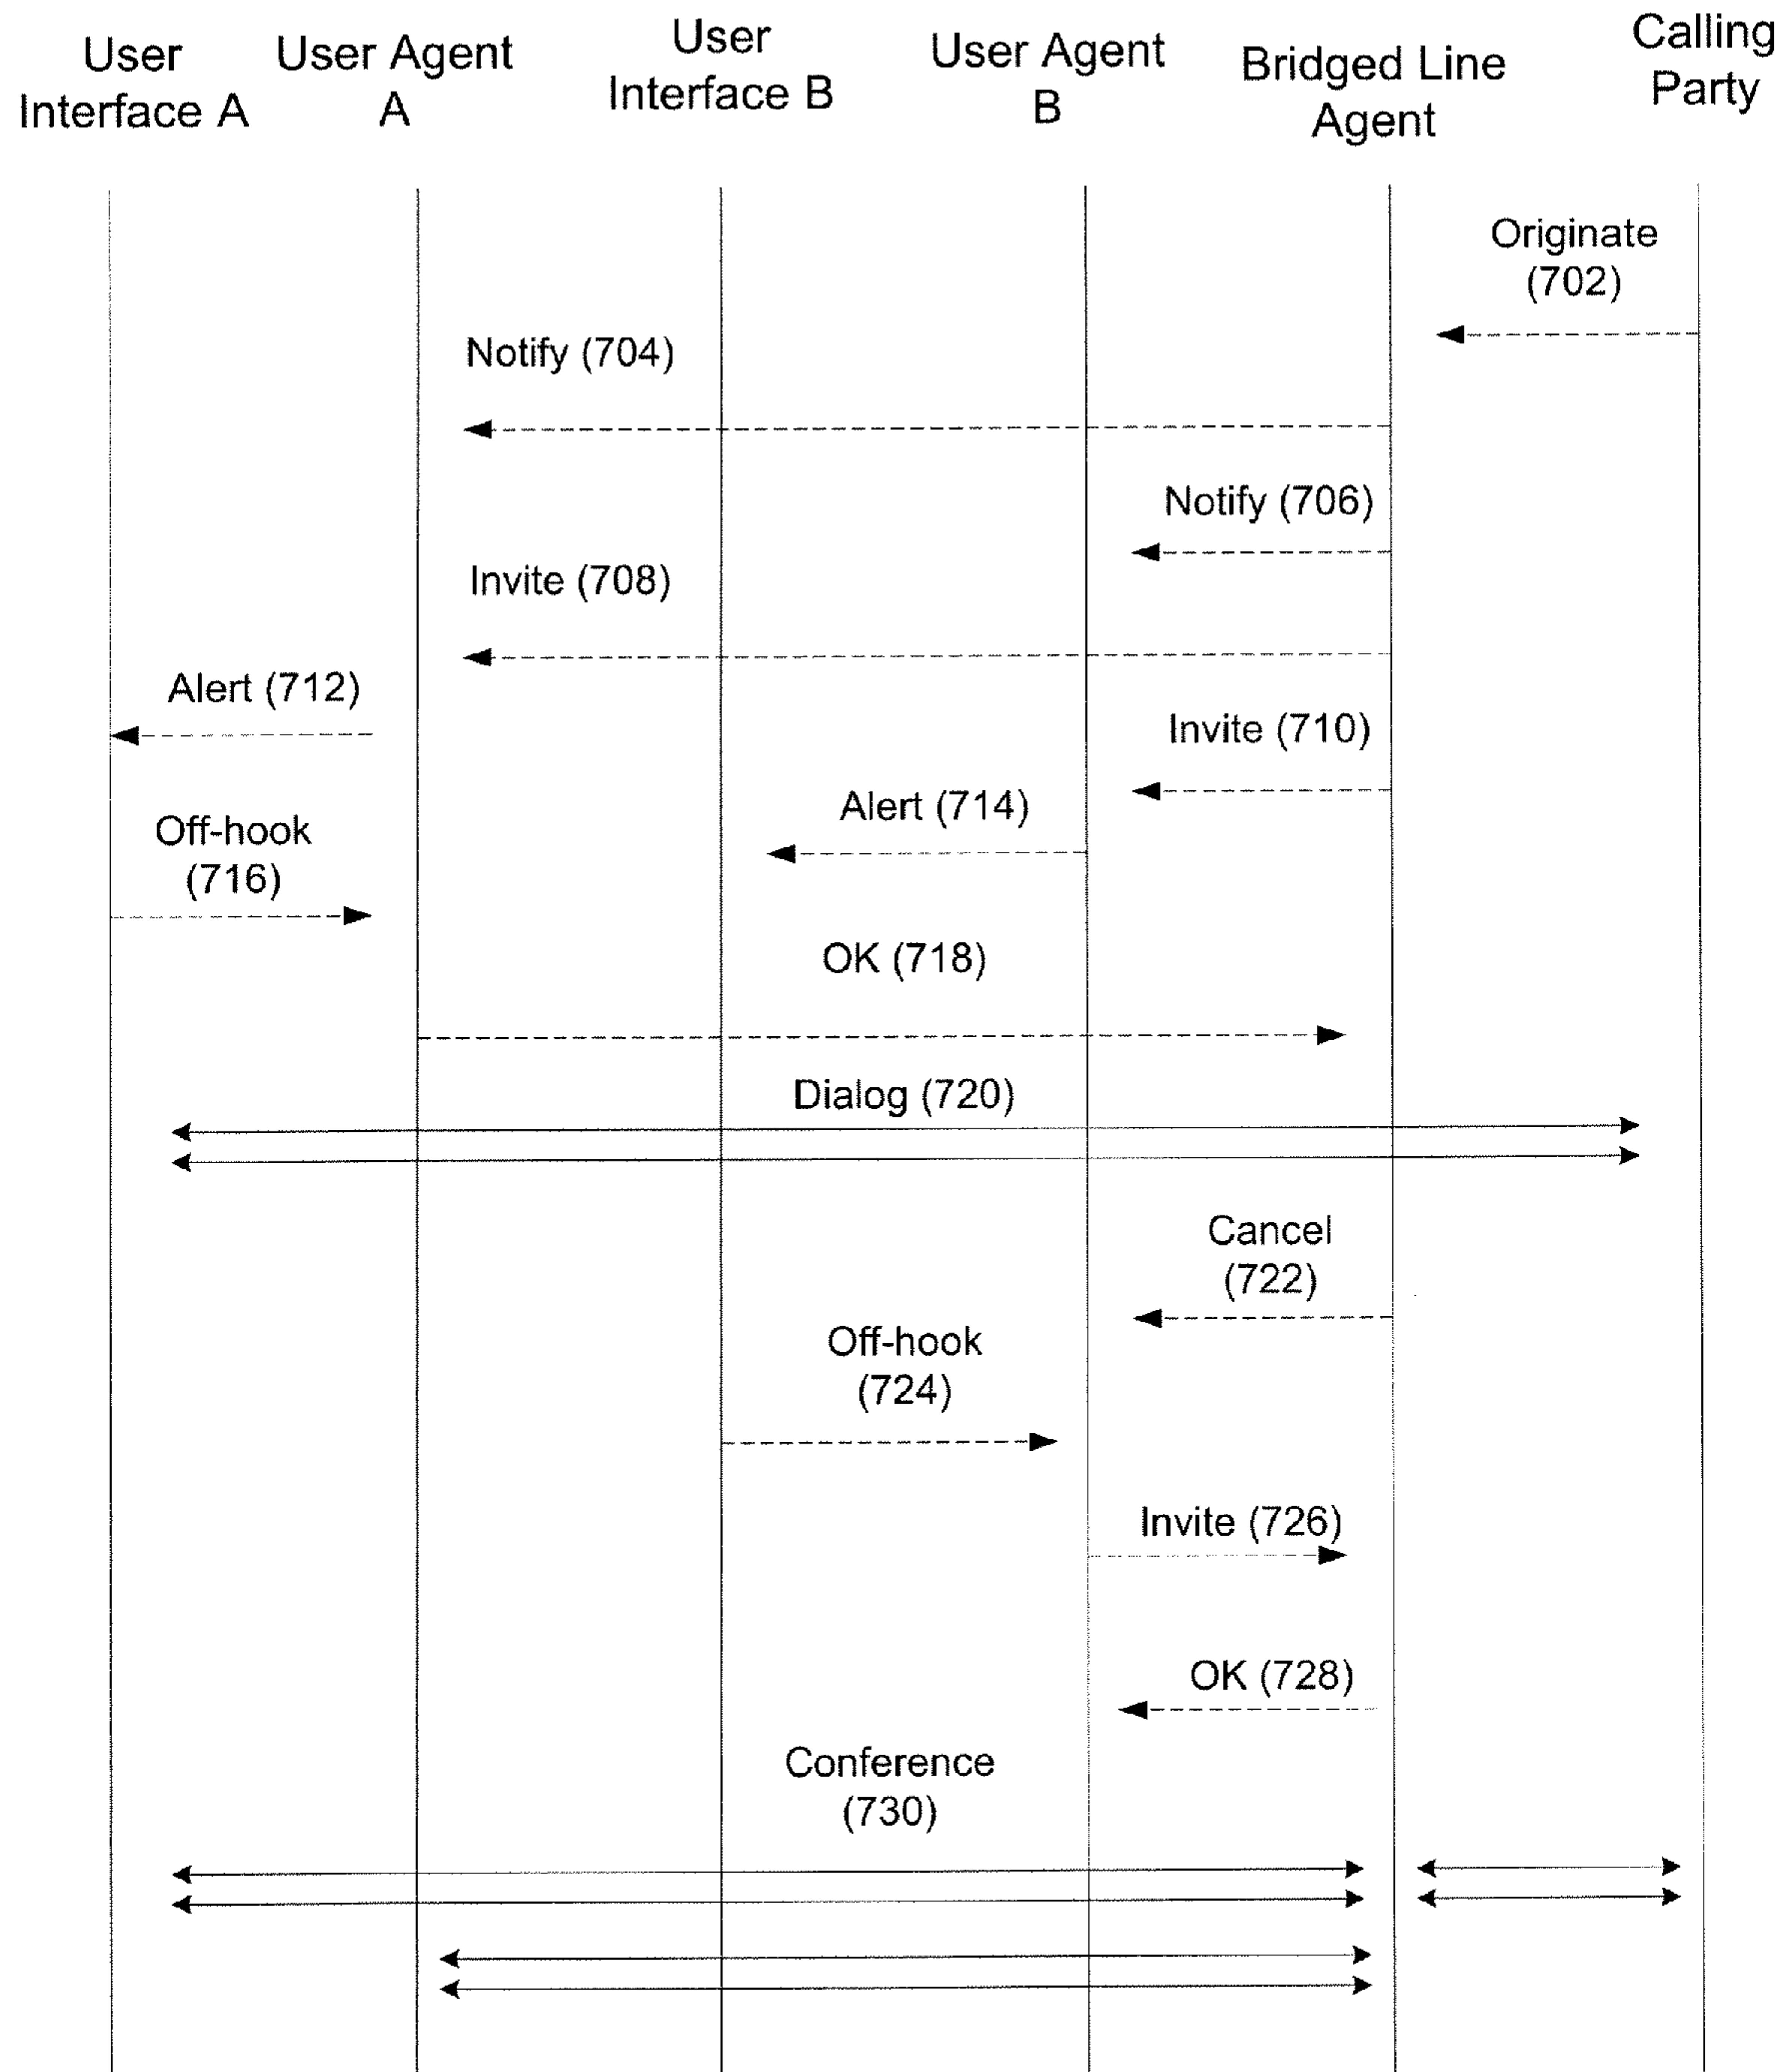 User
Interface A
User Agent
A
User
Interface B
User Agent
B
Bridged Line
Agent
Calling
Party
Originate
(702)
Notify (704)
Notify (706)
Invite (708)
Alert (712)
Invite (710)
Alert (714)
Off-hook
(716)
OK (718)
Dialog (720)
Cancel
(722)
Off-hook
(724)
Invite (726)
OK (728)
Conference
(730)